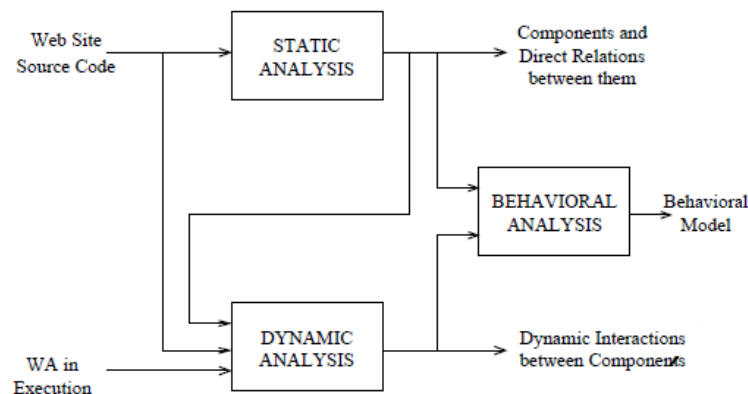 Web Site
Source Code
STATIC
ANALYSIS
Components and
Direct Relations
between them
BEHAVIORAL
ANALYSIS
Behavioral
Model
WA in
Execution
DYNAMIC
ANALYSIS
Dynamic Interactions
between Components